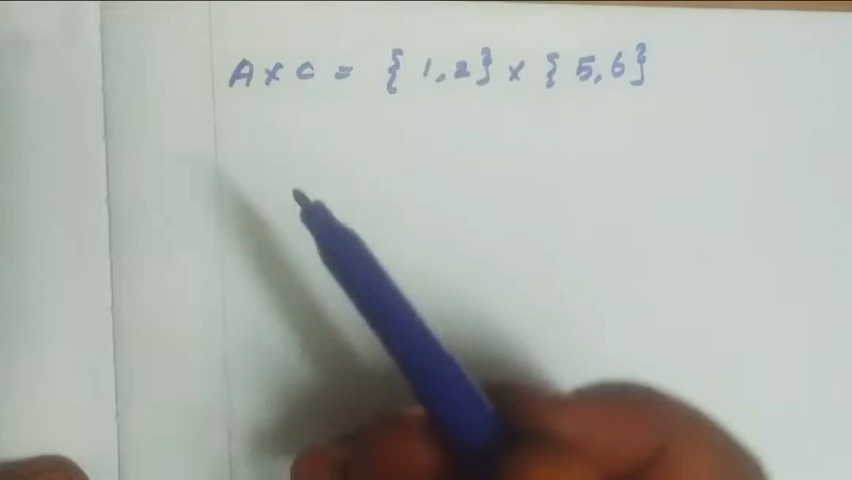 A × C = { 1, 2 } × { 5, 6 }